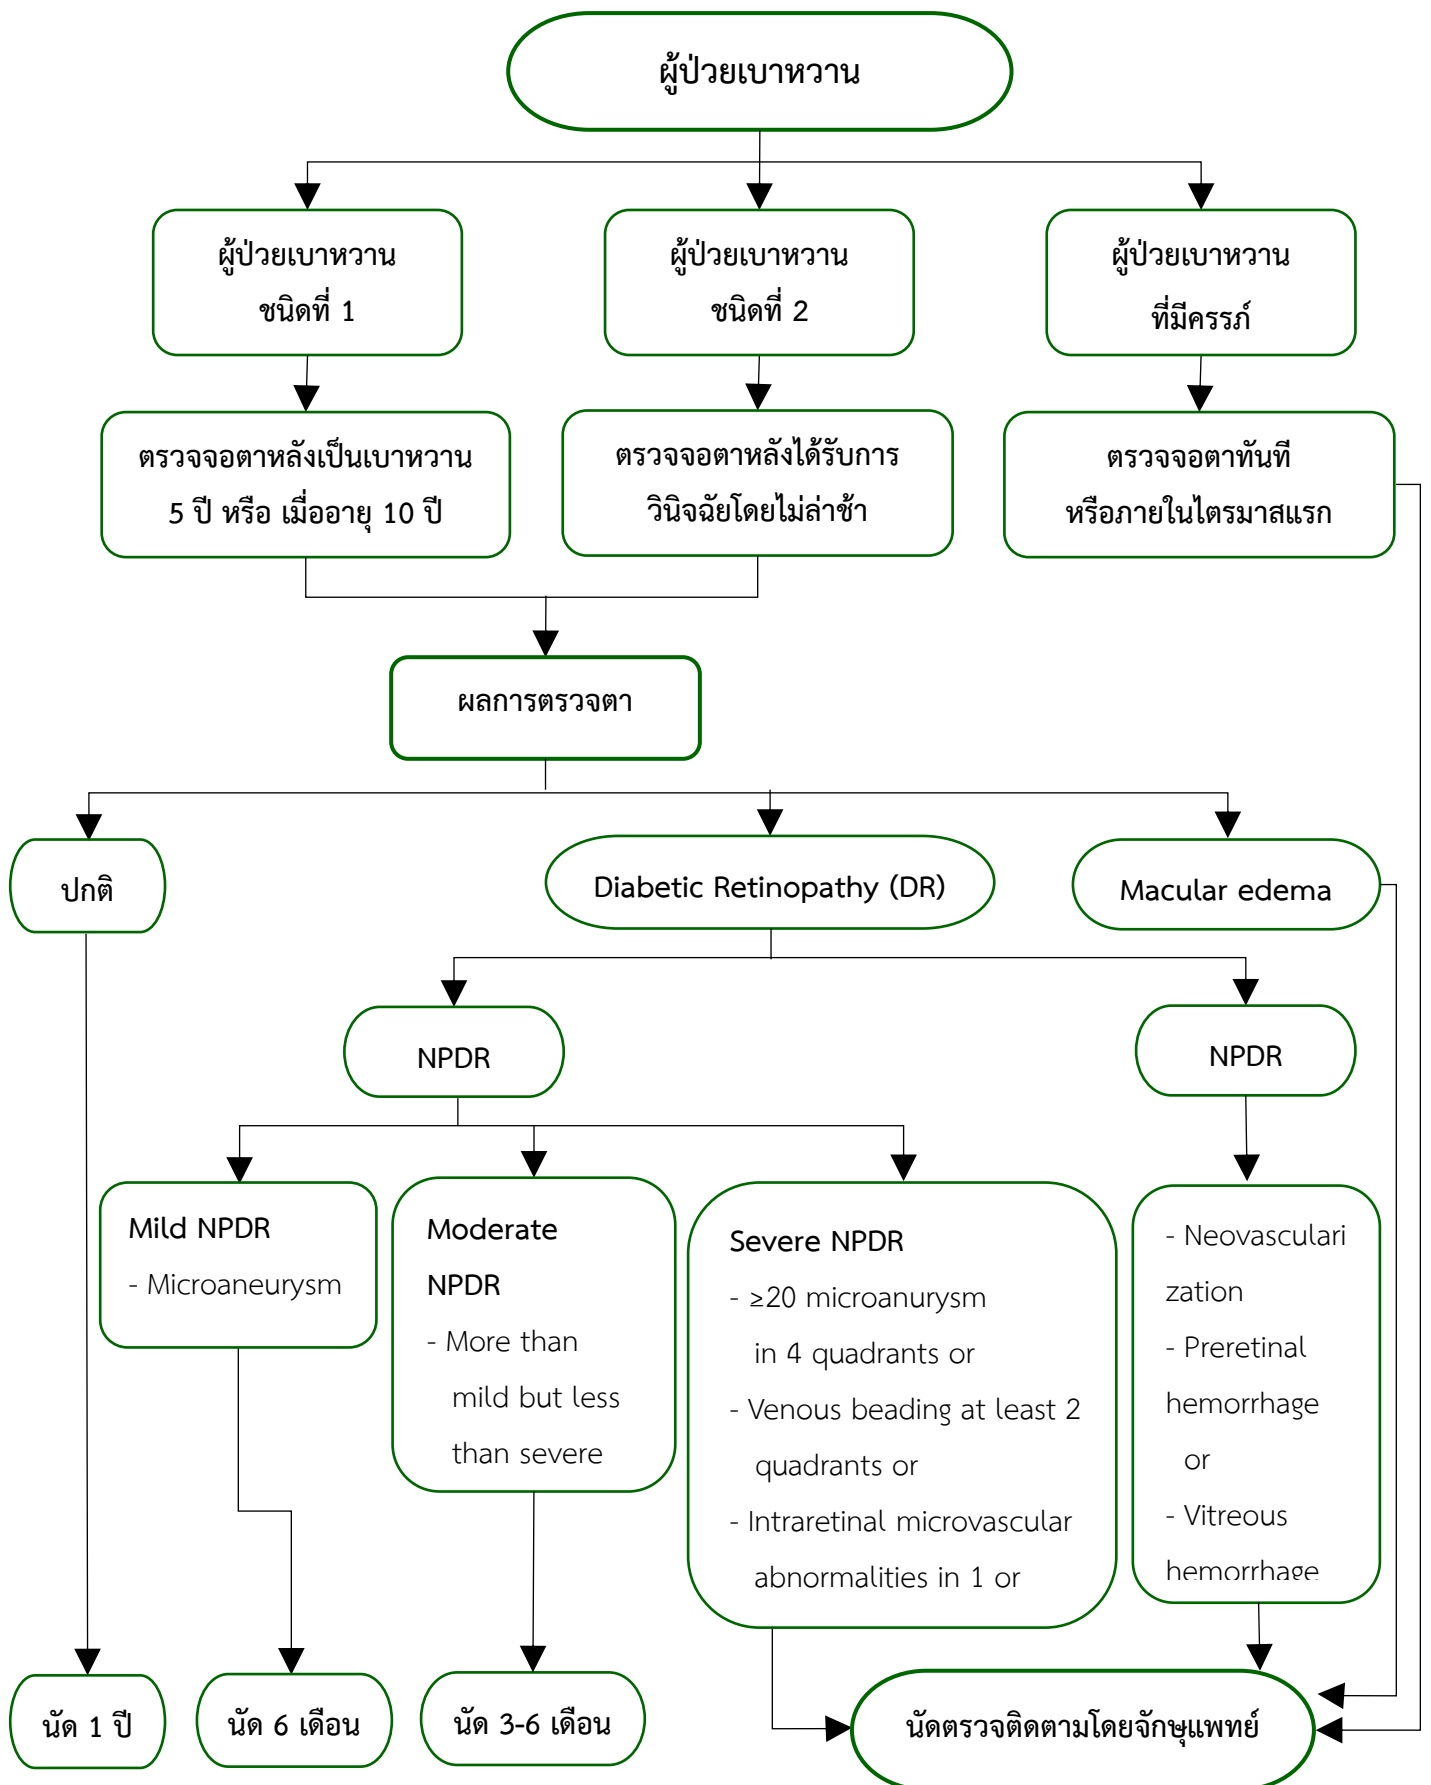 ผู้ป่วยเบาหวาน
ผู้ป่วยเบาหวาน
ชนิดที่ 1
ผู้ป่วยเบาหวาน
ชนิดที่ 2
ผู้ป่วยเบาหวาน
ที่มีครรภ์
ตรวจจอตาหลังเป็นเบาหวาน
5 ปี หรือ เมื่ออายุ 10 ปี
ตรวจจอตาหลังได้รับการ
วินิจฉัยโดยไม่ล่าช้า
ตรวจจอตาทันที
หรือภายในไตรมาสแรก
ผลการตรวจตา
ปกติ
Diabetic Retinopathy (DR)
Macular edema
NPDR
NPDR
Mild NPDR
- Microaneurysm
Moderate
NPDR
- More than
mild but less
than severe
Severe NPDR
- ≥20 microanurysm
in 4 quadrants or
- Venous beading at least 2
quadrants or
- Intraretinal microvascular
abnormalities in 1 or
- Neovasculari
zation
- Preretinal
hemorrhage
or
- Vitreous
hemorrhage
นัด 1 ปี
นัด 6 เดือน
นัด 3-6 เดือน
นัดตรวจติดตามโดยจักษุแพทย์